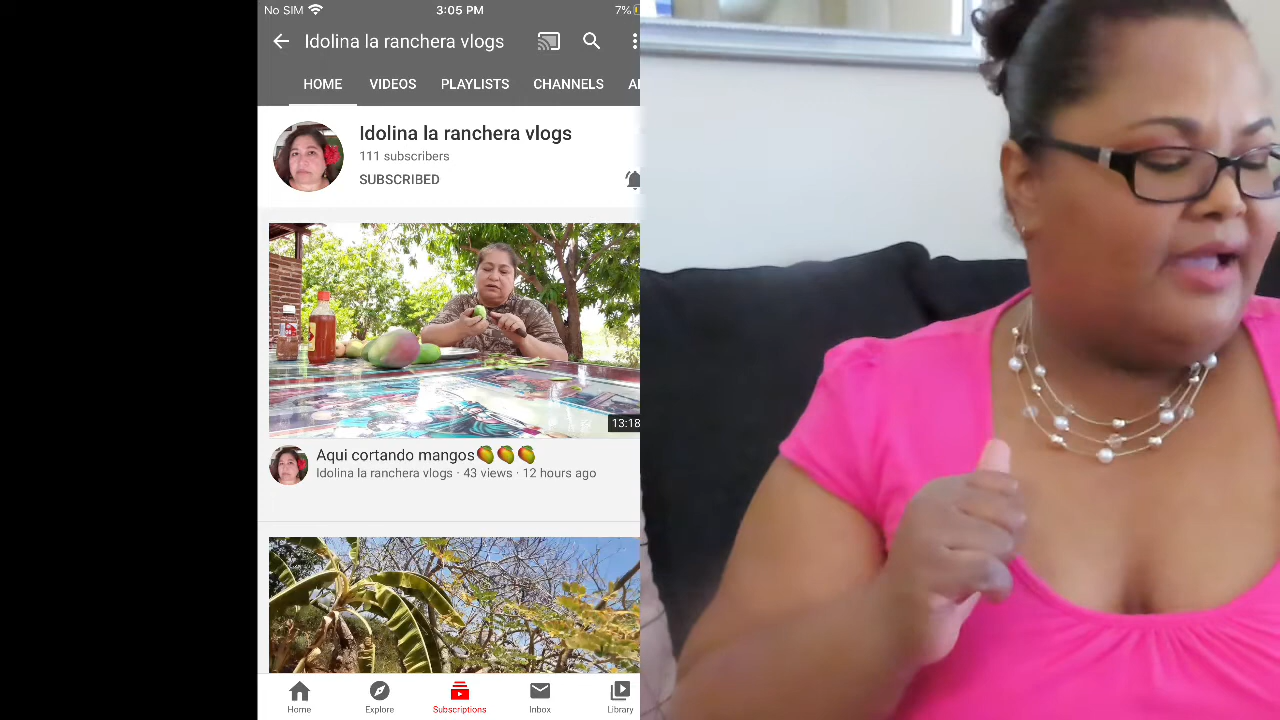 No SIM 3:05 PM 7%
Idolina la ranchera vlogs
HOME VIDEOS PLAYLISTS CHANNELS
Idolina la ranchera vlogs
111 subscribers
SUBSCRIBED
13:18
Aqui cortando mangos🥭🥭🥭
Idolina la ranchera vlogs · 43 views · 12 hours ago
Home Explore Subscriptions Inbox Library